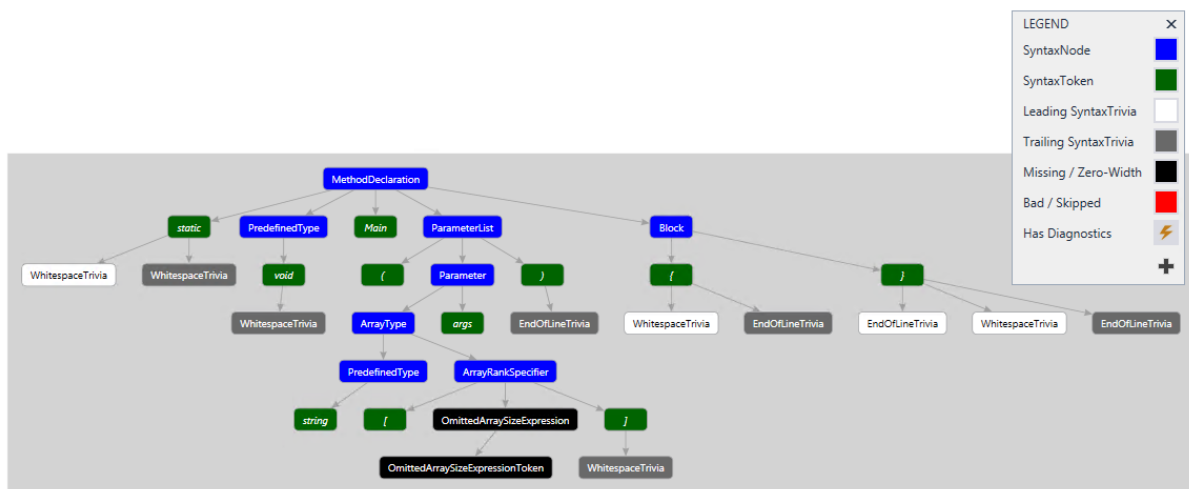 LEGEND
SyntaxNode
SyntaxToken
Leading SyntaxTrivia
Trailing SyntaxTrivia
Missing / Zero-Width
Bad / Skipped
Has Diagnostics
MethodDeclaration
static PredefinedType Main ParameterList Block
WhitespaceTrivia WhitespaceTrivia void ( Parameter ) { }
WhitespaceTrivia ArrayType args EndOfLineTrivia WhitespaceTrivia EndOfLineTrivia EndOfLineTrivia WhitespaceTrivia EndOfLineTrivia
PredefinedType ArrayRankSpecifier
string [ OmittedArraySizeExpression ]
OmittedArraySizeExpressionToken WhitespaceTrivia